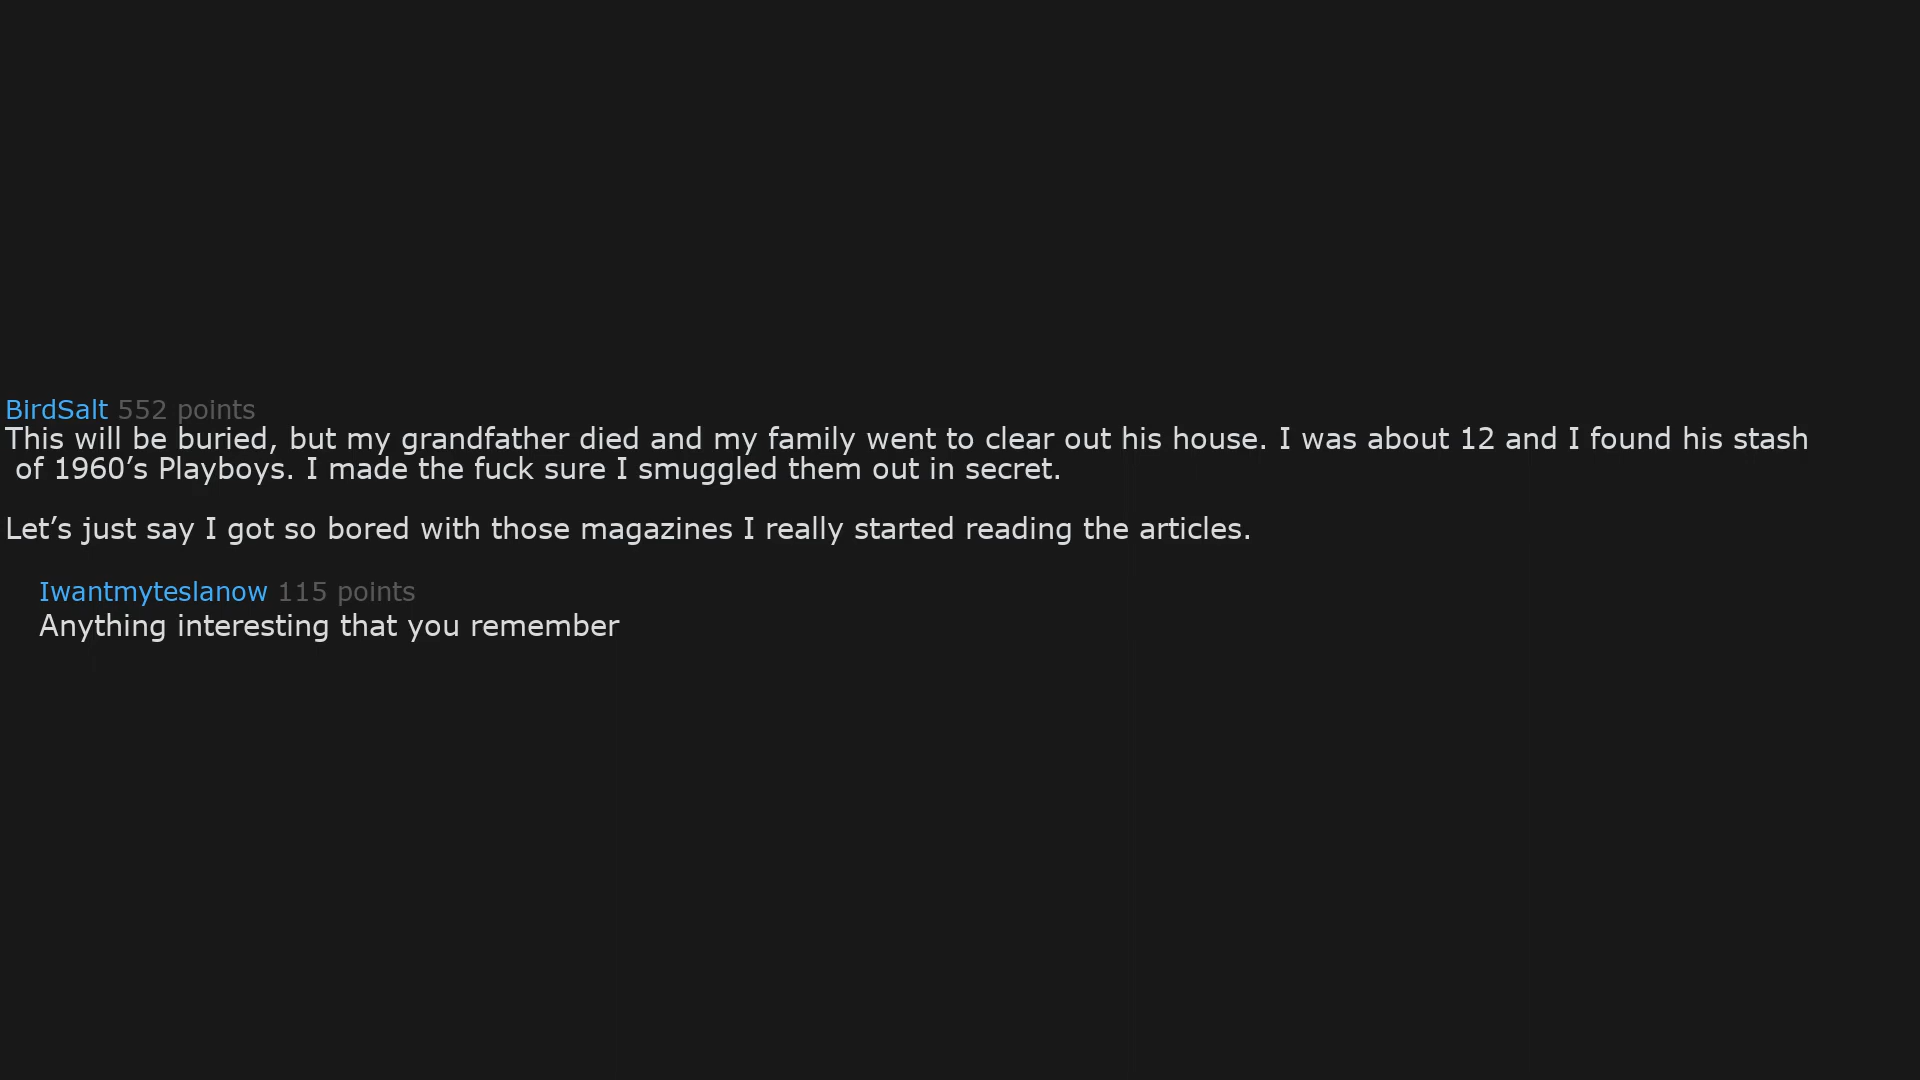 BirdSalt 552 points
This will be buried, but my grandfather died and my family went to clear out his house. I was about 12 and I found his stash
of 1960’s Playboys. I made the fuck sure I smuggled them out in secret.
Let’s just say I got so bored with those magazines I really started reading the articles.
Iwantmyteslanow 115 points
Anything interesting that you remember